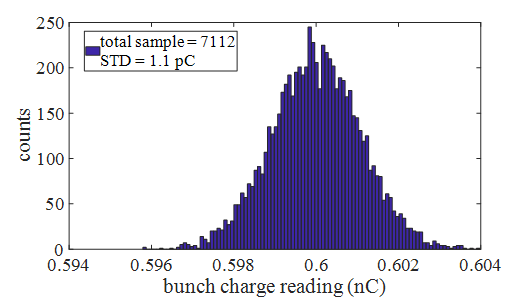 250
200
150
100
50
0
counts
total sample = 7112
STD = 1.1 pC
0.594 0.596 0.598 0.6 0.602 0.604
bunch charge reading (nC)